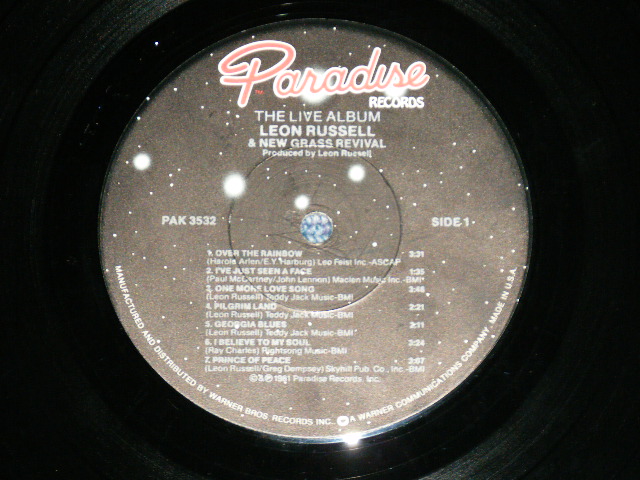 Paradise
TM
RECORDS
THE LIVE ALBUM
LEON RUSSELL
& NEW GRASS REVIVAL
Produced by Leon Russell
PAK 3532
SIDE 1
1. OVER THE RAINBOW 3:31
(Harold Arlen/E.Y. Harburg) Leo Feist Inc.-ASCAP
2. I'VE JUST SEEN A FACE 1:35
(Paul McCartney/John Lennon) Maclen Music Inc.-BMI
3. ONE MORE LOVE SONG 3:48
(Leon Russell) Teddy Jack Music-BMI
4. PILGRIM LAND 2:21
(Leon Russell) Teddy Jack Music-BMI
5. GEORGIA BLUES 2:11
(Leon Russell) Teddy Jack Music-BMI
6. I BELIEVE TO MY SOUL 3:24
(Ray Charles) Rightsong Music-BMI
7. PRINCE OF PEACE 3:07
(Leon Russell/Greg Dempsey) Skyhill Pub. Co., Inc.-BMI
©&℗1981 Paradise Records, Inc.
MANUFACTURED AND DISTRIBUTED BY WARNER BROS. RECORDS INC., A WARNER COMMUNICATIONS COMPANY. MADE IN U.S.A.